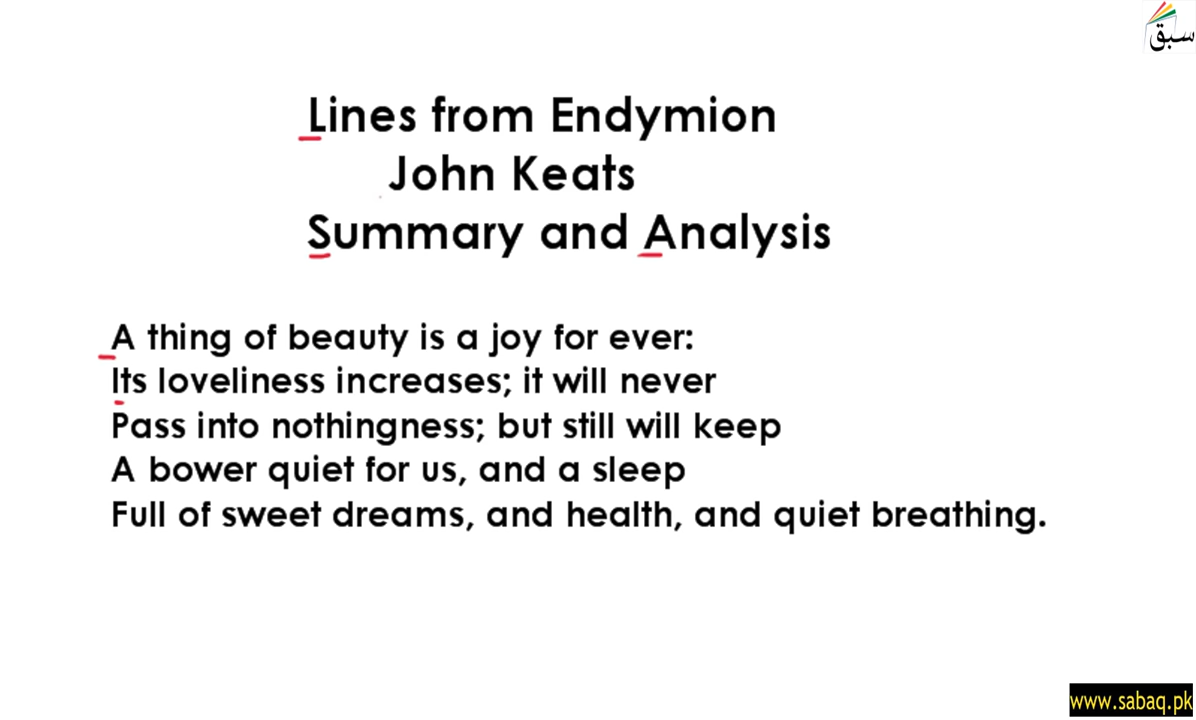 سبق
Lines from Endymion
John Keats
Summary and Analysis
A thing of beauty is a joy for ever:
Its loveliness increases; it will never
Pass into nothingness; but still will keep
A bower quiet for us, and a sleep
Full of sweet dreams, and health, and quiet breathing.
www.sabaq.pk